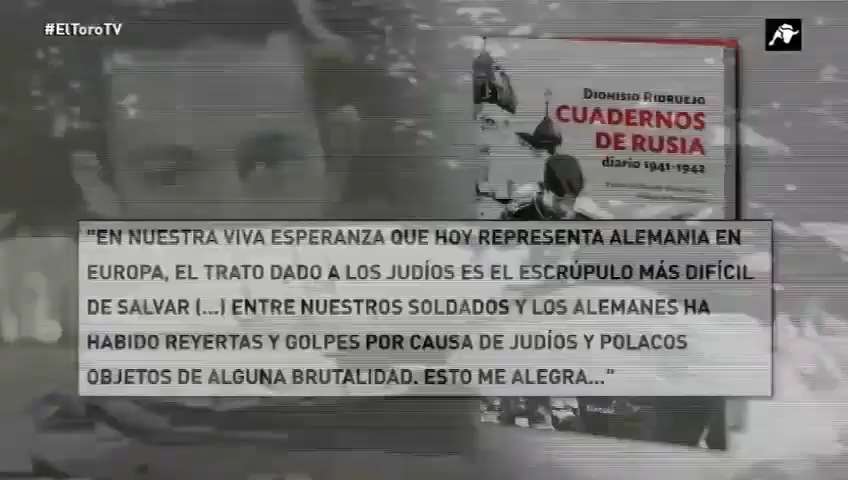 #ElToroTV
DIONISIO RIDRUEJO
CUADERNOS
DE RUSIA
diario 1941-1942
"EN NUESTRA VIVA ESPERANZA QUE HOY REPRESENTA ALEMANIA EN
EUROPA, EL TRATO DADO A LOS JUDÍOS ES EL ESCRÚPULO MÁS DIFÍCIL
DE SALVAR (...) ENTRE NUESTROS SOLDADOS Y LOS ALEMANES HA
HABIDO REYERTAS Y GOLPES POR CAUSA DE JUDÍOS Y POLACOS
OBJETOS DE ALGUNA BRUTALIDAD. ESTO ME ALEGRA..."